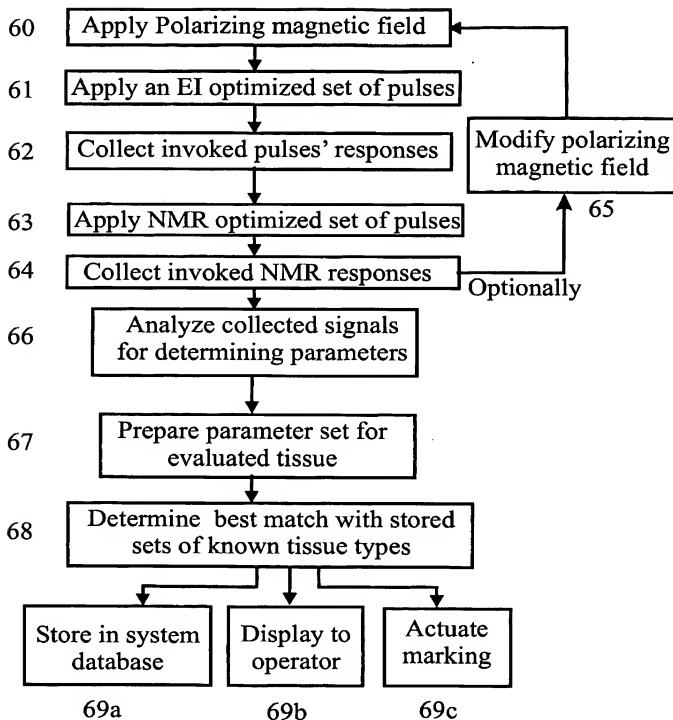 60
Apply Polarizing magnetic field
61
Apply an EI optimized set of pulses
62
Collect invoked pulses' responses
Modify polarizing
magnetic field
65
63
Apply NMR optimized set of pulses
64
Collect invoked NMR responses
Optionally
66
Analyze collected signals
for determining parameters
67
Prepare parameter set for
evaluated tissue
68
Determine best match with stored
sets of known tissue types
Store in system
database
Display to
operator
Actuate
marking
69a
69b
69c